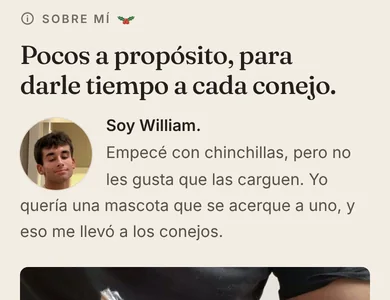 SOBRE MÍ
Pocos a propósito, para
darle tiempo a cada conejo.
Soy William.
Empecé con chinchillas, pero no
les gusta que las carguen. Yo
quería una mascota que se acerque a uno, y
eso me llevó a los conejos.